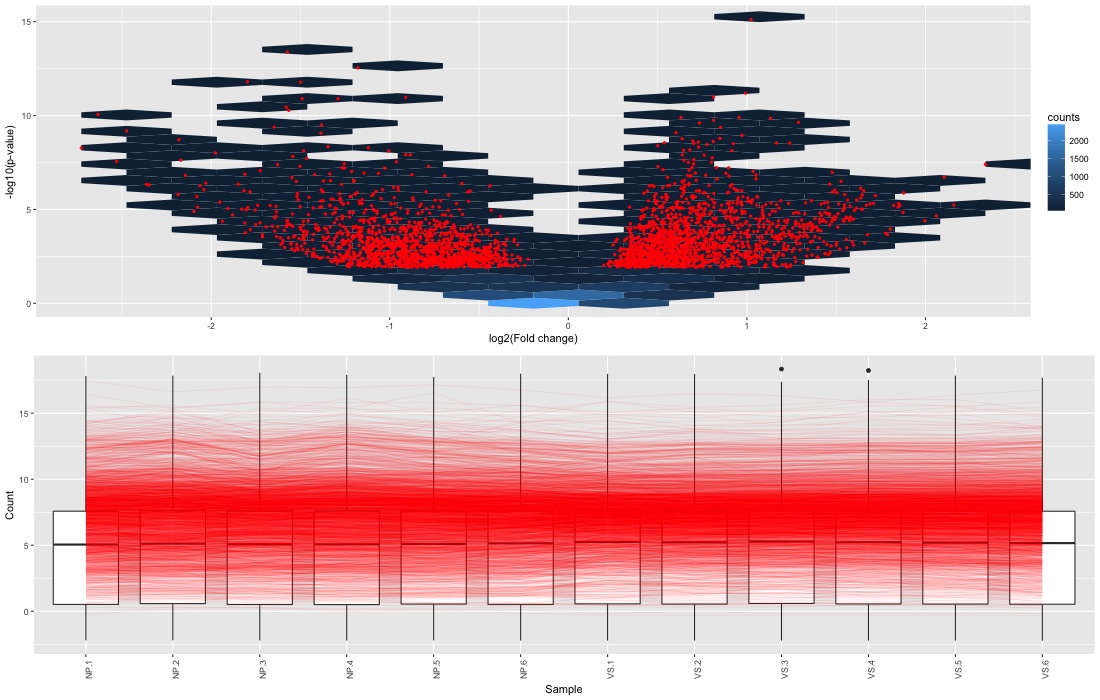 15
10
5
0
-log10(p-value)
-2
-1
0
1
2
log2(Fold change)
counts
2000
1500
1000
500
15
10
5
0
Count
NP.1
NP.2
NP.3
NP.4
NP.5
NP.6
VS.1
VS.2
VS.3
VS.4
VS.5
VS.6
Sample